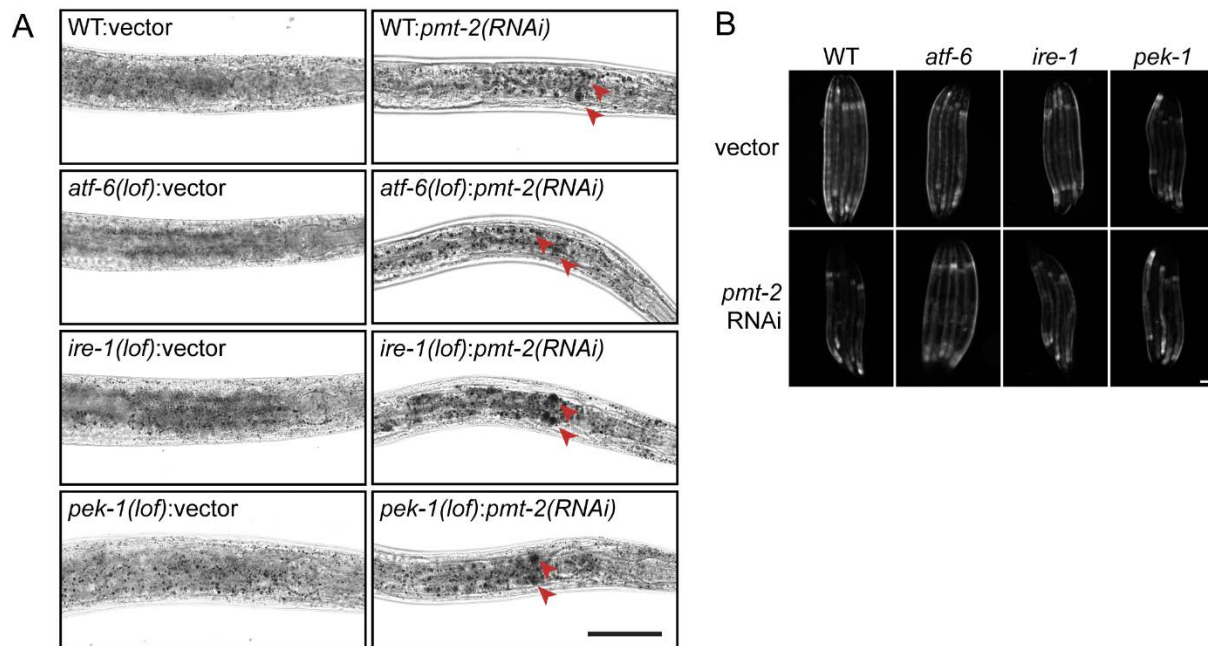 A
WT:vector
WT:pmt-2(RNAi)
atf-6(lof):vector
atf-6(lof):pmt-2(RNAi)
ire-1(lof):vector
ire-1(lof):pmt-2(RNAi)
pek-1(lof):vector
pek-1(lof):pmt-2(RNAi)
B
WT
atf-6
ire-1
pek-1
vector
pmt-2
RNAi